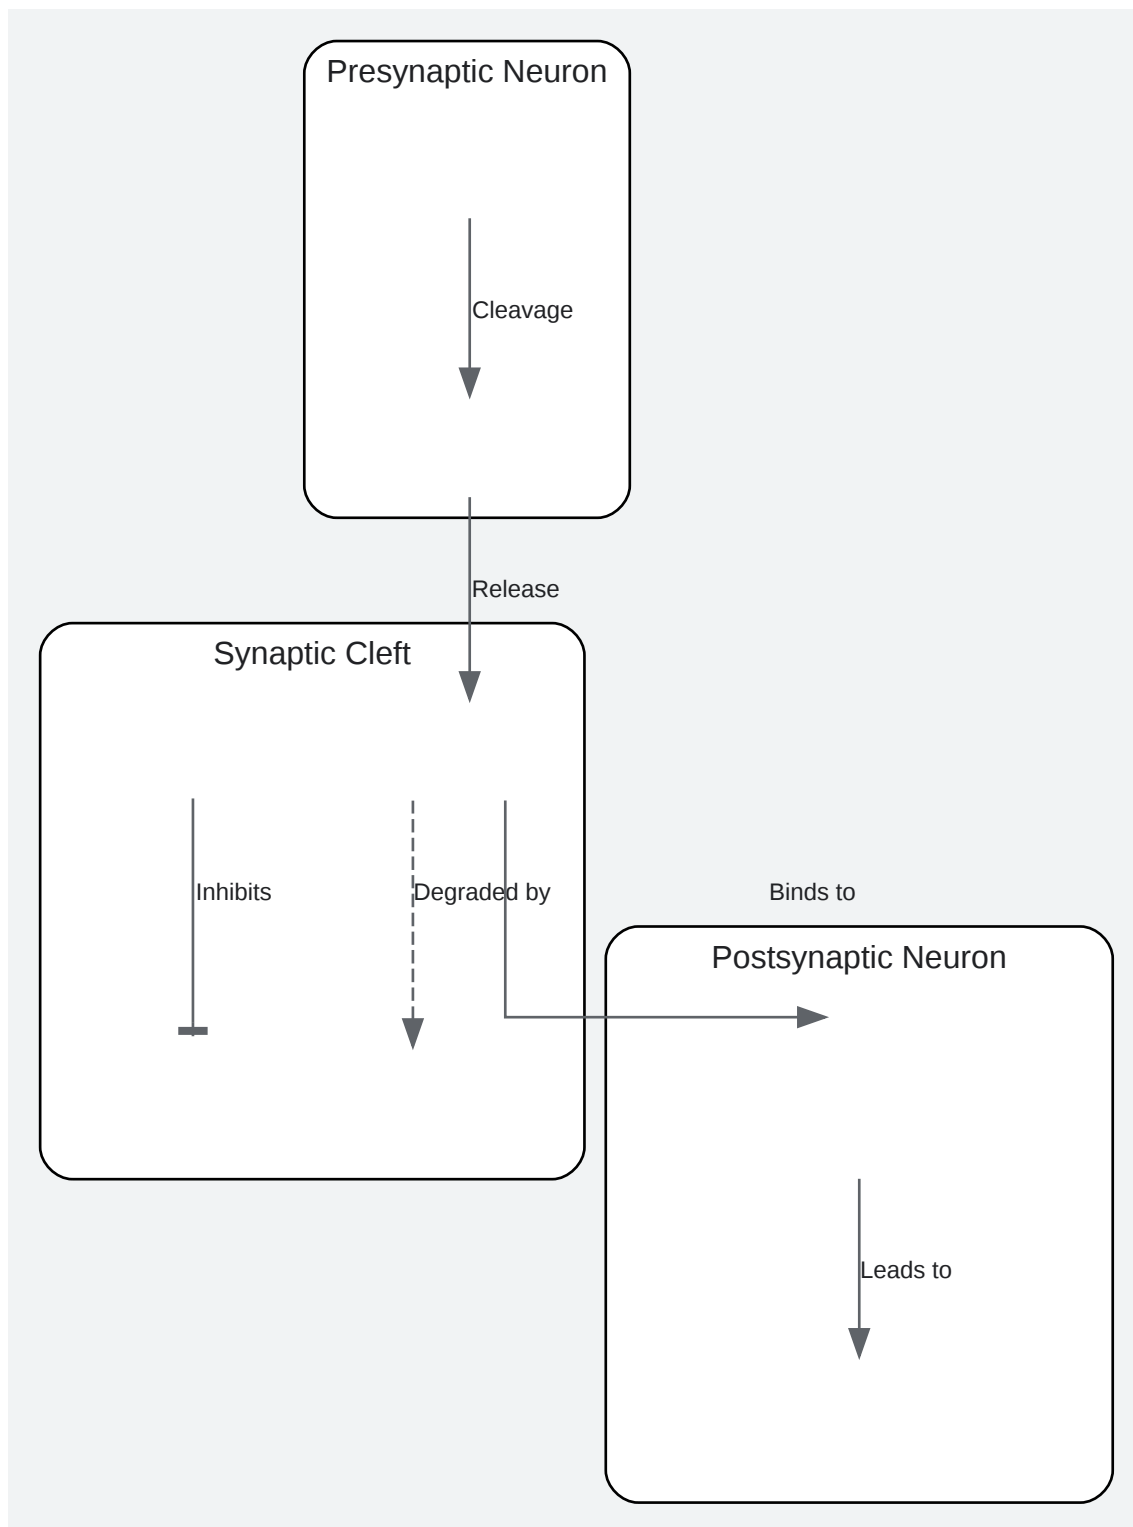 Presynaptic Neuron
Cleavage
Release
Synaptic Cleft
Inhibits
Degraded by
Binds to
Postsynaptic Neuron
Leads to